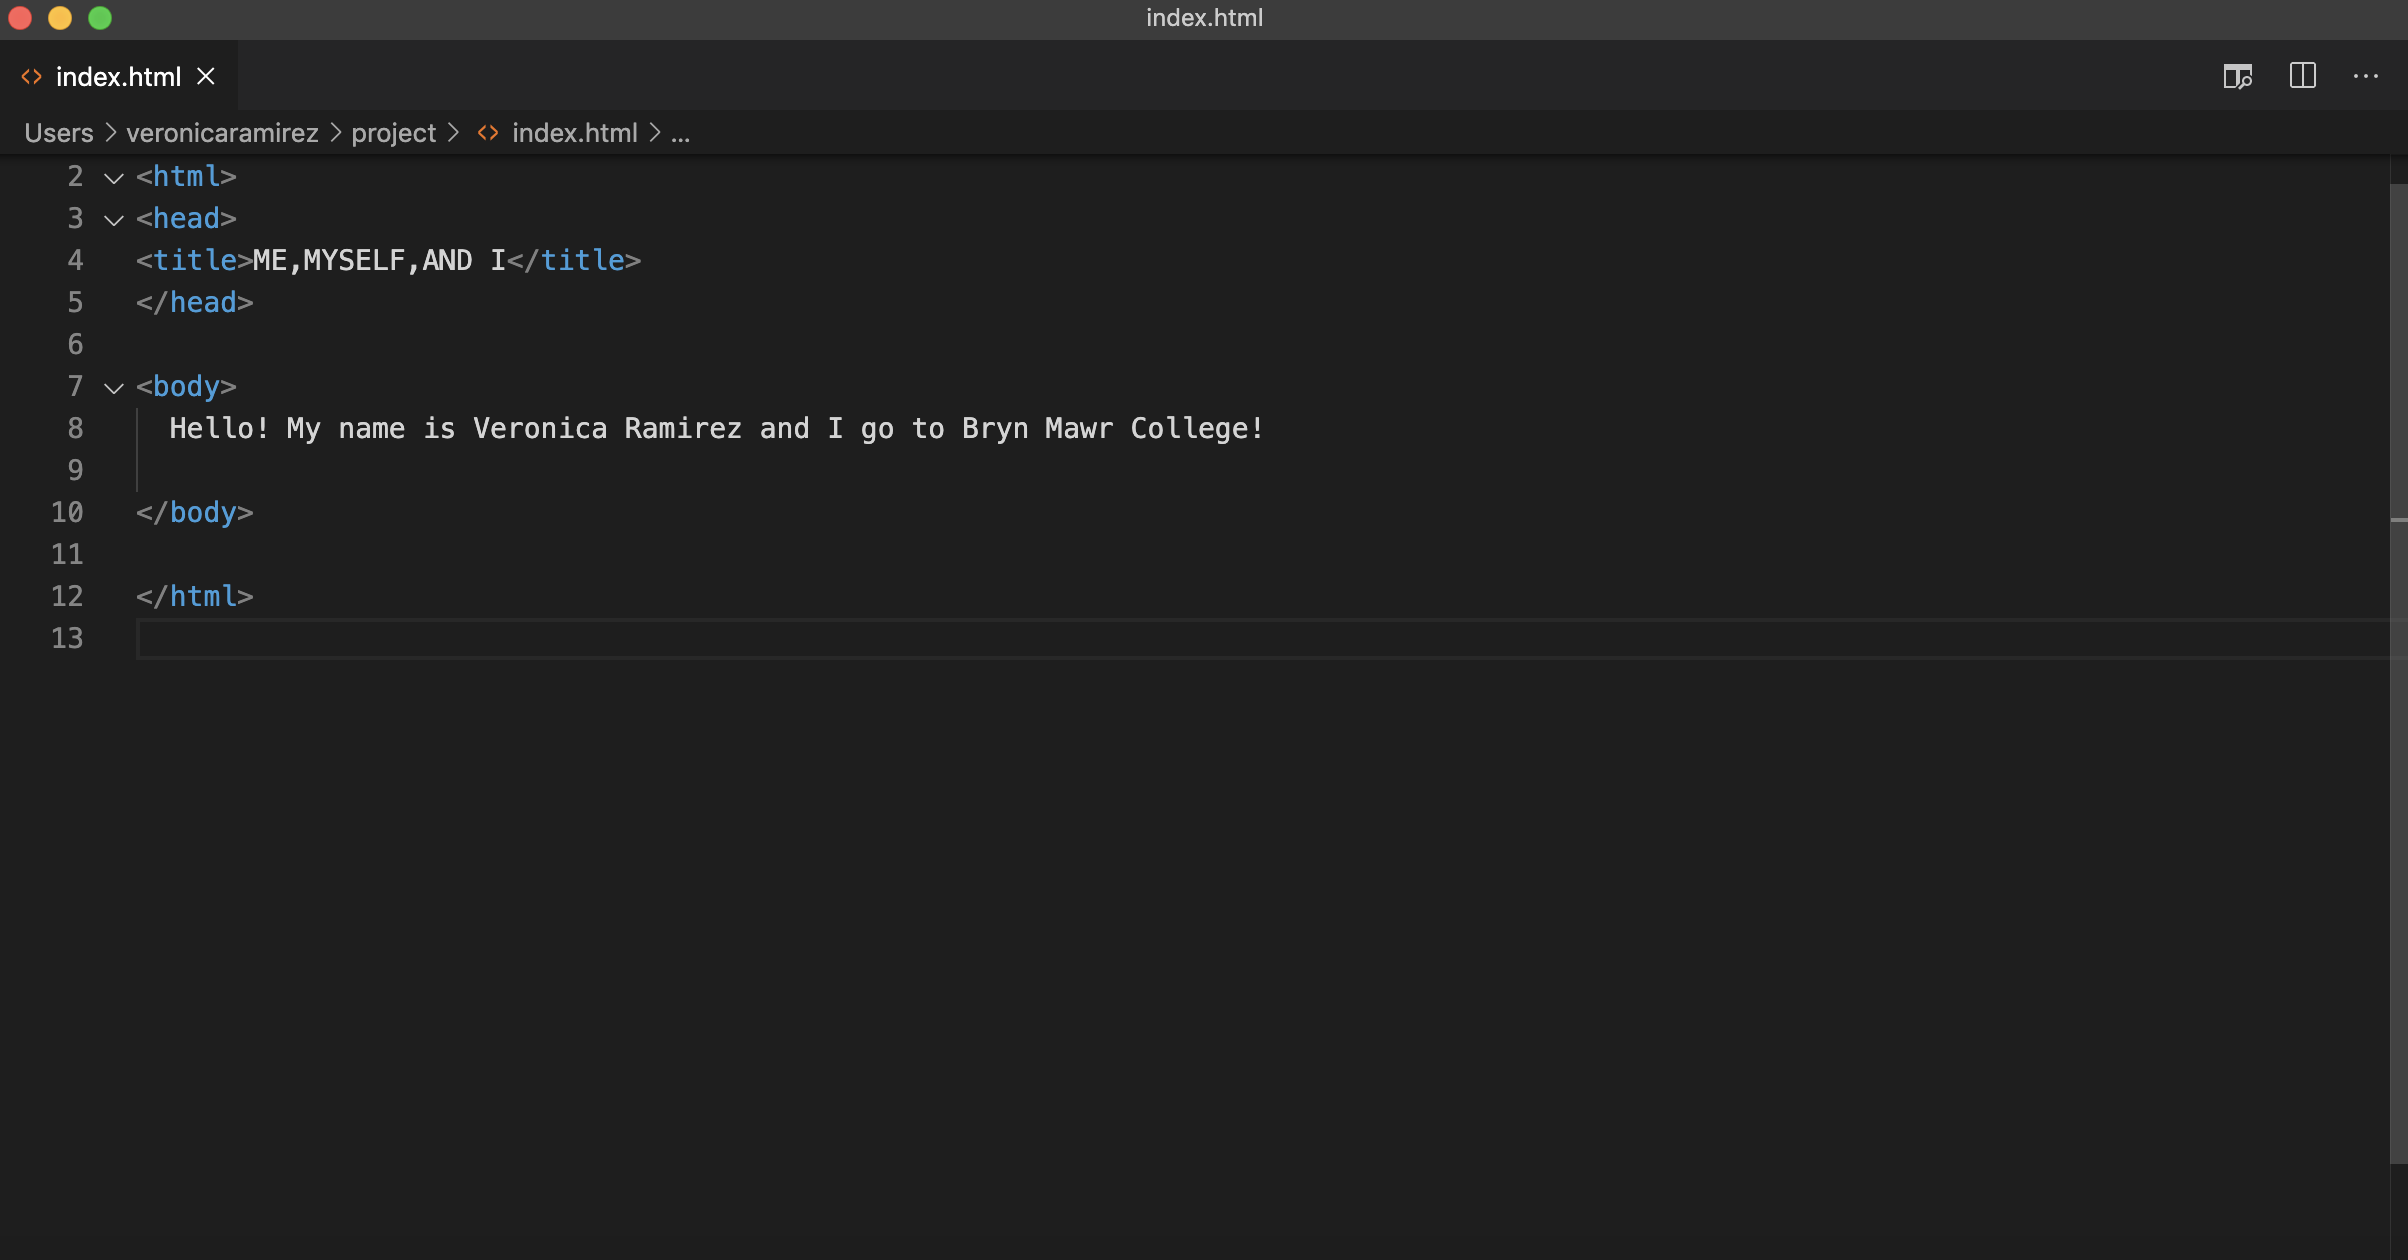 index.html
index.html
Users > veronicaramirez > project > <> index.html > ...
2 <html>
3 <head>
4 <title>ME,MYSELF,AND I</title>
5 </head>
6
7 <body>
8 Hello! My name is Veronica Ramirez and I go to Bryn Mawr College!
9
10 </body>
11
12 </html>
13